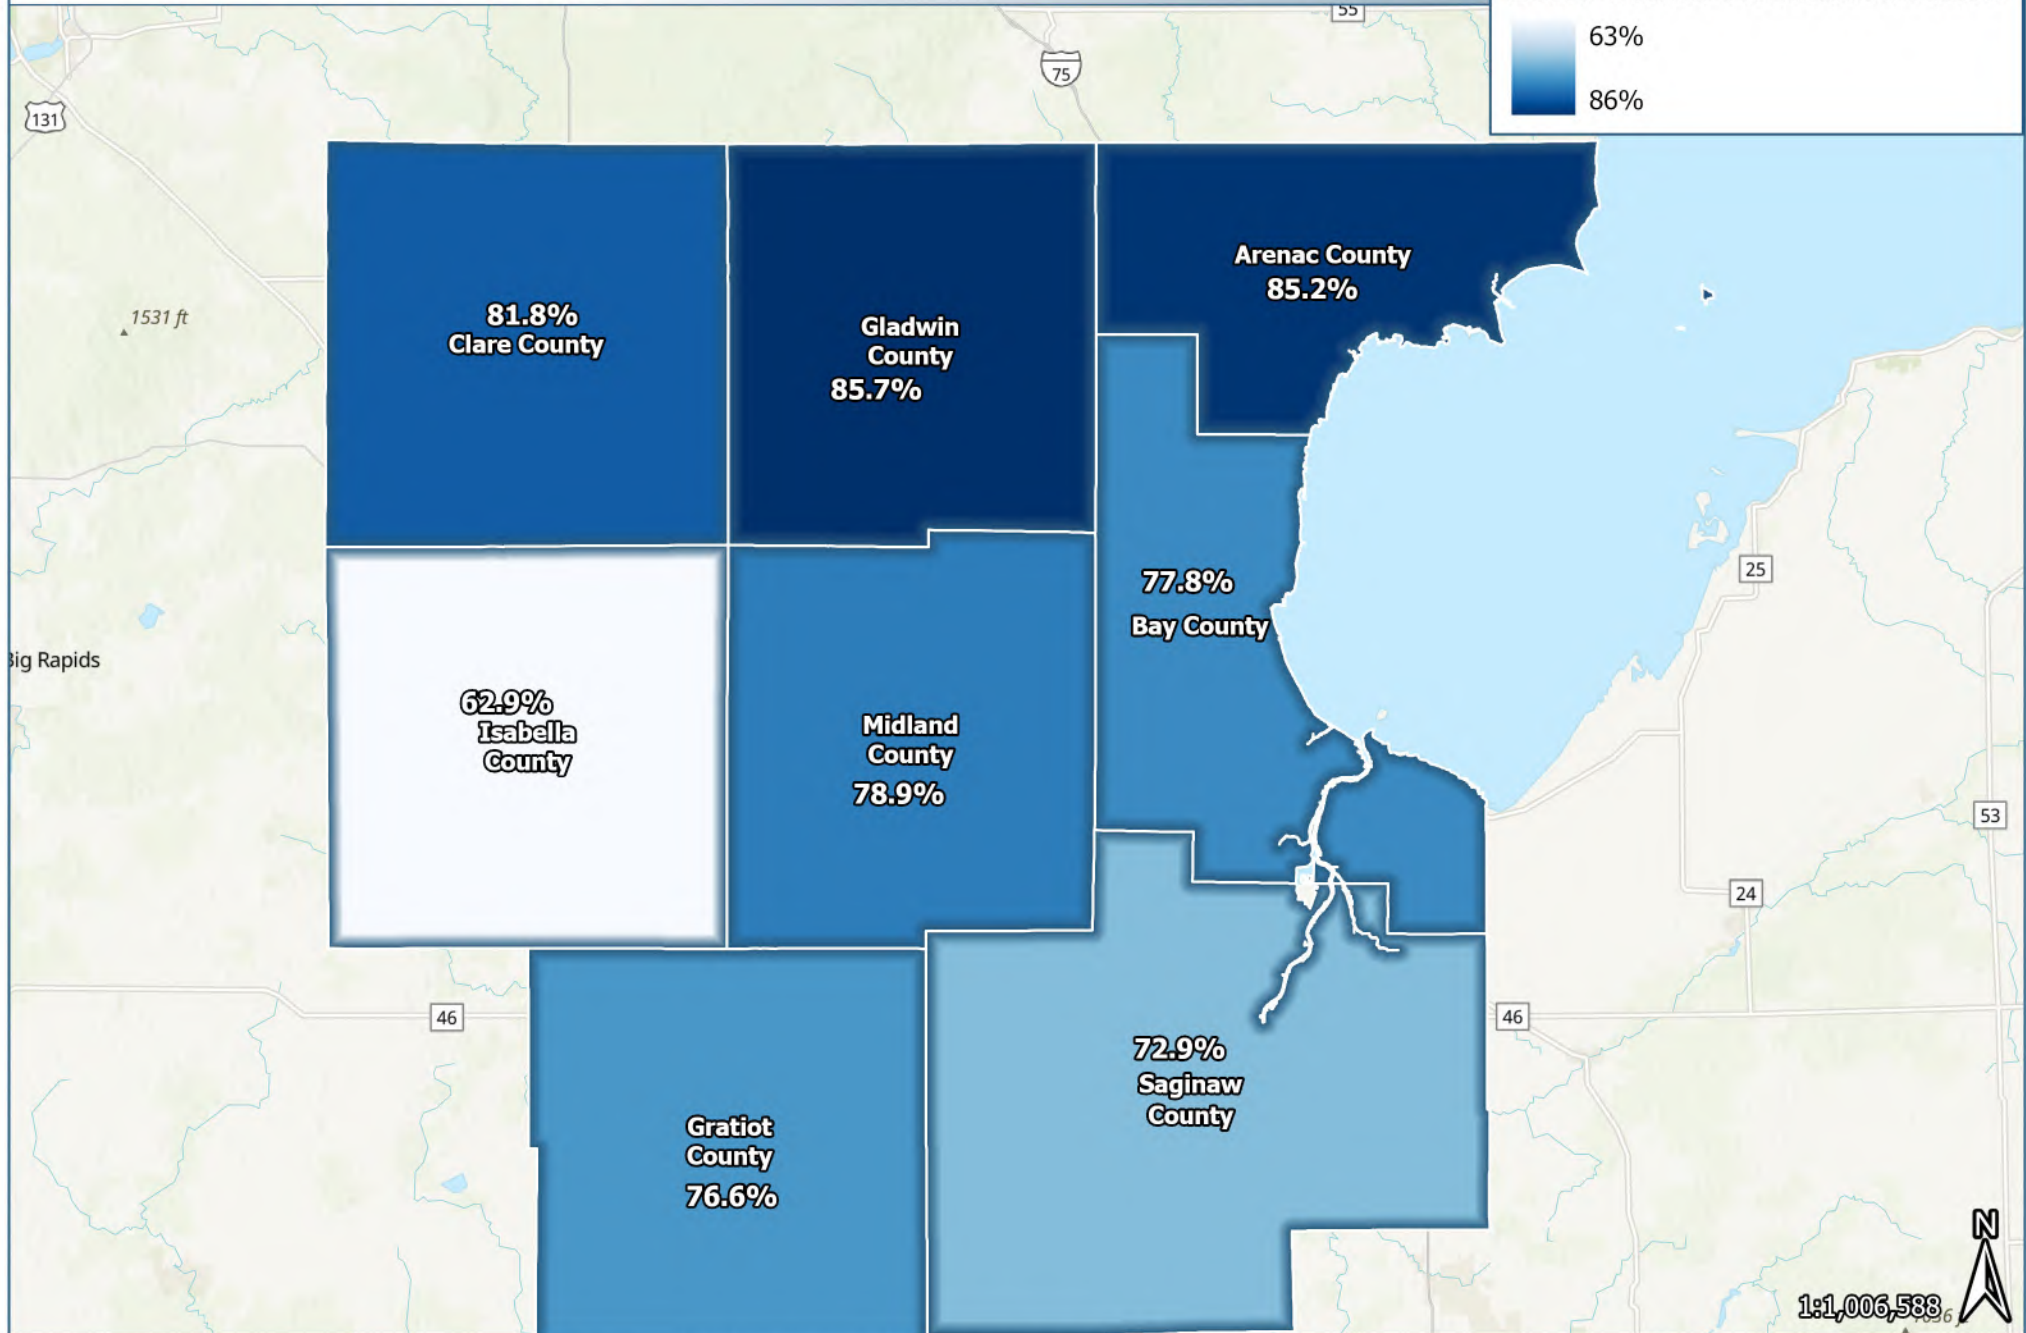 55
63%
75
86%
131
Arenac County
85.2%
81.8%
Clare County
1531 ft
Gladwin
County
85.7%
25
77.8%
Bay County
Big Rapids
62.9%
Isabella
County
Midland
County
78.9%
53
24
46
46
72.9%
Saginaw
County
Gratiot
County
76.6%
N
1:1,006,588